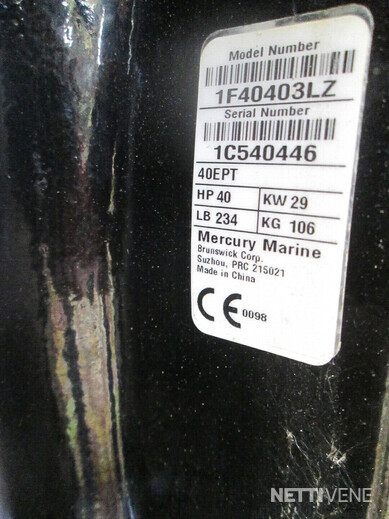 Model Number
1F40403LZ
Serial Number
1C540446
40EPT
HP 40 KW 29
LB 234 KG 106
Mercury Marine
Brunswick Corp.
Suzhou, PRC 215021
Made in China
CE 0098
NETTIVENE